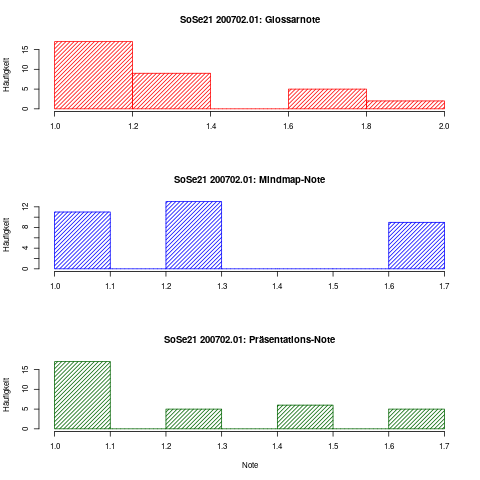 SoSe21 200702.01: Glossarnote
Häufigkeit
0 5 10 15
1.0 1.2 1.4 1.6 1.8 2.0
SoSe21 200702.01: Mindmap-Note
Häufigkeit
0 4 8 12
1.0 1.1 1.2 1.3 1.4 1.5 1.6 1.7
SoSe21 200702.01: Präsentations-Note
Häufigkeit
0 5 10 15
1.0 1.1 1.2 1.3 1.4 1.5 1.6 1.7
Note